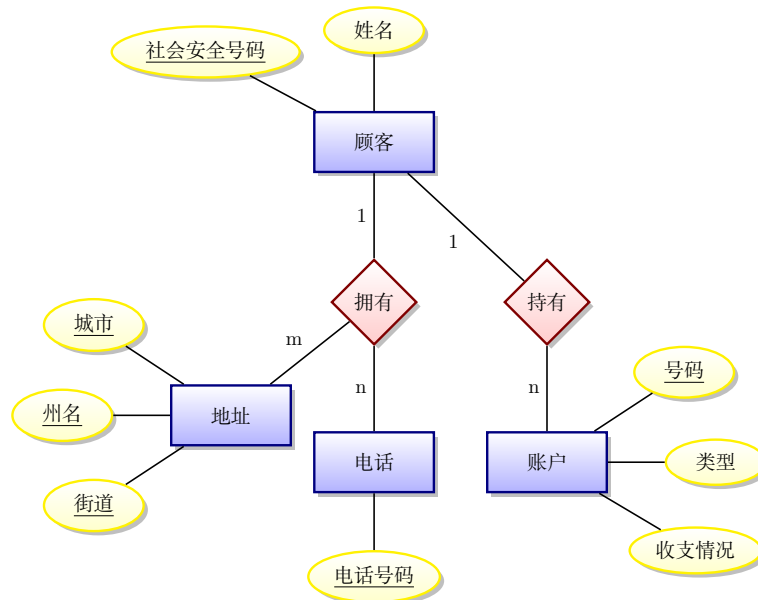 姓名
社会安全号码
顾客
1
1
拥有
持有
城市
m
号码
n
n
州名
地址
电话
账户
类型
街道
收支情况
电话号码